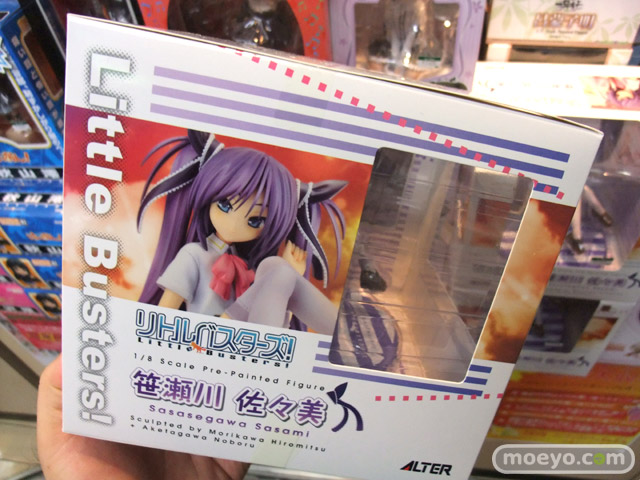 Little Busters!
リトルバスターズ!
Little Busters!
1/8 Scale Pre-Painted Figure
笹瀬川 佐々美
Sasasegawa Sasami
Sculpted by Morikawa Hiromitsu
+ Aketagawa Noboru
ALTER
moeyo.com